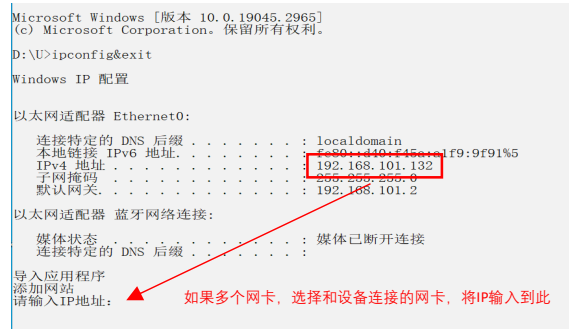 Microsoft Windows [版本 10.0.19045.2965]
(c) Microsoft Corporation。保留所有权利。
D:\U>ipconfig&exit
Windows IP 配置
以太网适配器 Ethernet0:
连接特定的 DNS 后缀 . . . . . . . : localdomain
本地链接 IPv6 地址. . . . . . . . : fe80::d40:f45a:a1f9:9f91%5
IPv4 地址 . . . . . . . . . . . . : 192.168.101.132
子网掩码 . . . . . . . . . . . . : 255.255.255.0
默认网关. . . . . . . . . . . . . : 192.168.101.2
以太网适配器 蓝牙网络连接:
媒体状态 . . . . . . . . . . . . : 媒体已断开连接
连接特定的 DNS 后缀 . . . . . . . :
导入应用程序
添加网站
请输入IP地址:
如果多个网卡，选择和设备连接的网卡，将IP输入到此